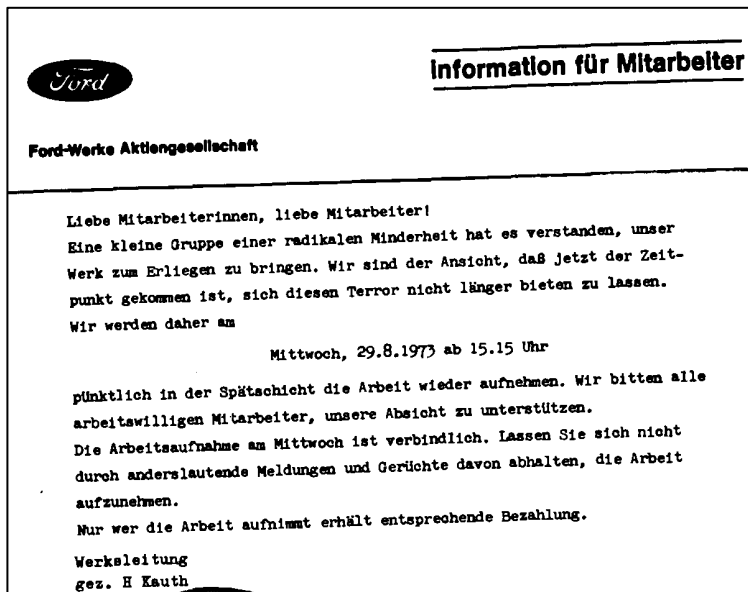 Ford
Information für Mitarbeiter
Ford-Werke Aktiengesellschaft
Liebe Mitarbeiterinnen, liebe Mitarbeiter!
Eine kleine Gruppe einer radikalen Minderheit hat es verstanden, unser
Werk zum Erliegen zu bringen. Wir sind der Ansicht, daß jetzt der Zeit-
punkt gekommen ist, sich diesen Terror nicht länger bieten zu lassen.
Wir werden daher am
Mittwoch, 29.8.1973 ab 15.15 Uhr
pünktlich in der Spätschicht die Arbeit wieder aufnehmen. Wir bitten alle
arbeitswilligen Mitarbeiter, unsere Absicht zu unterstützen.
Die Arbeitsaufnahme am Mittwoch ist verbindlich. Lassen Sie sich nicht
durch anderslautende Meldungen und Gerüchte davon abhalten, die Arbeit
aufzunehmen.
Nur wer die Arbeit aufnimmt erhält entsprechende Bezahlung.
Werksleitung
gez. H Kauth